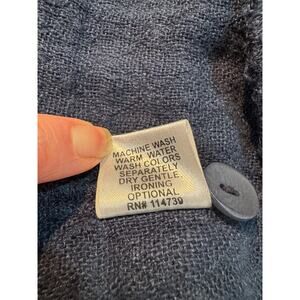 MACHINE WASH
WARM WATER
WASH COLORS
SEPARATELY
DRY GENTLE.
IRONING
OPTIONAL
RN# 114739